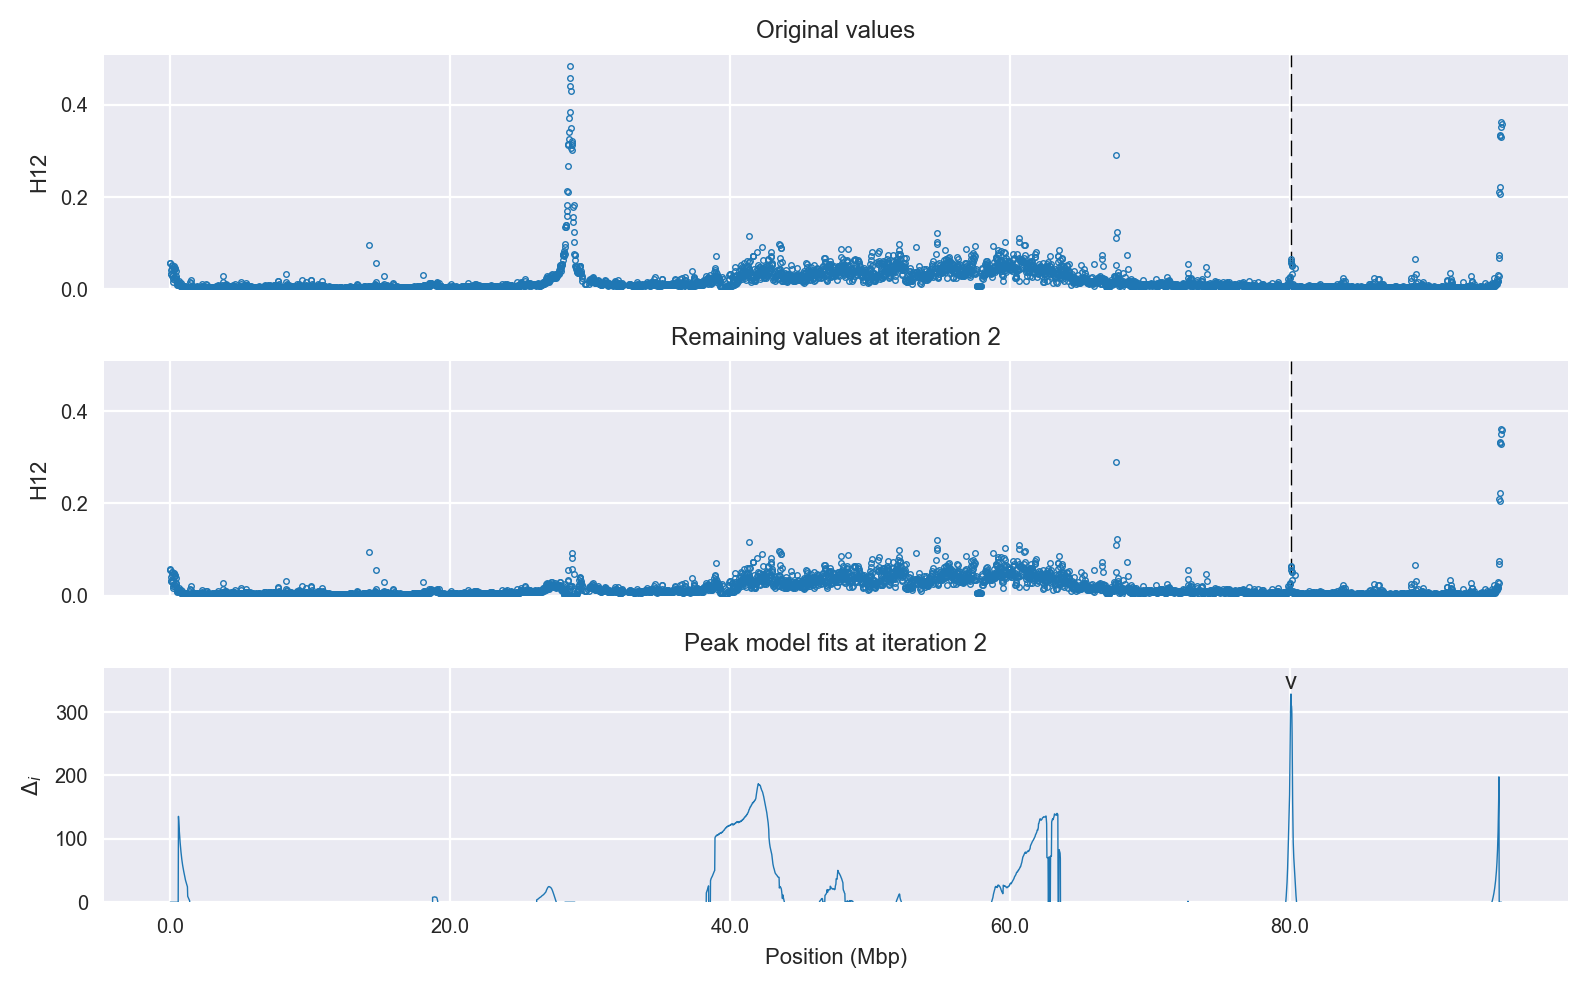 Original values
H12
0.4
0.2
0.0
Remaining values at iteration 2
H12
0.4
0.2
0.0
Peak model fits at iteration 2
Δi
v
300
200
100
0
0.0 20.0 40.0 60.0 80.0
Position (Mbp)